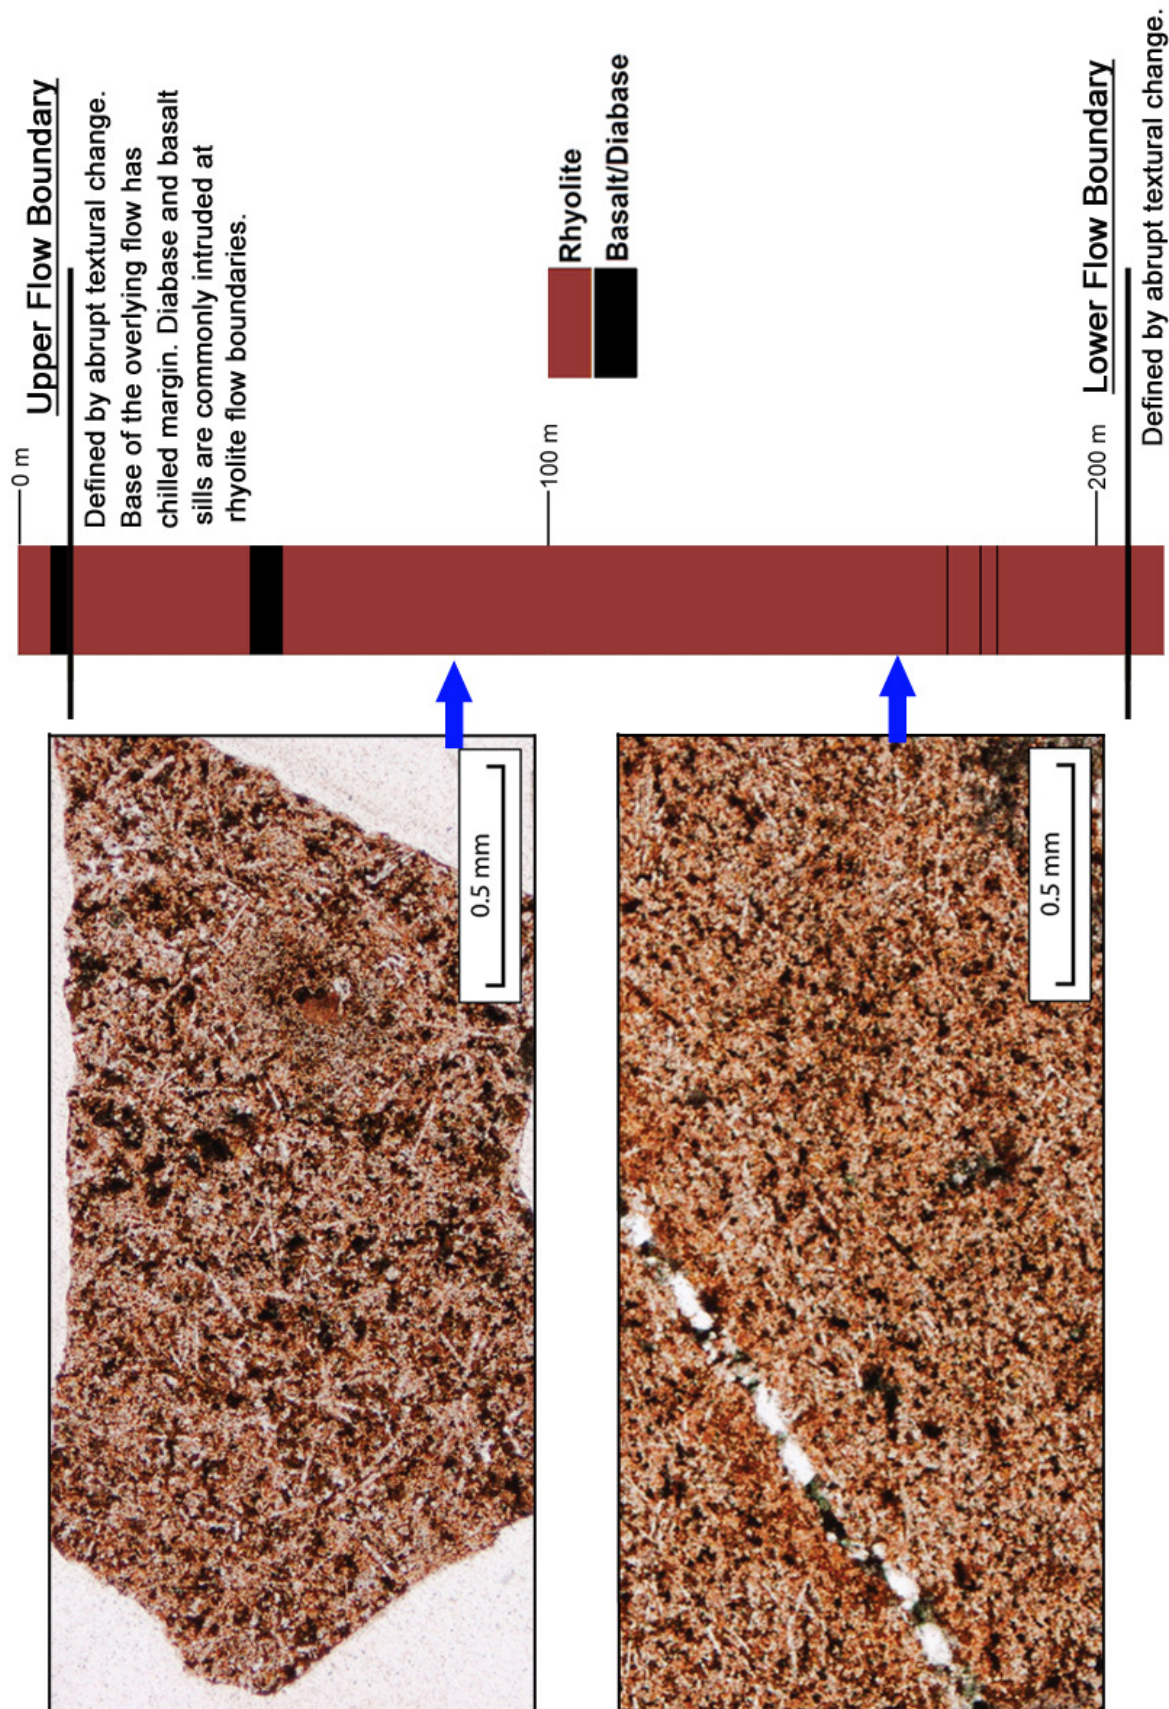 0 m
Upper Flow Boundary
Defined by abrupt textural change.
Base of the overlying flow has
chilled margin. Diabase and basalt
sills are commonly intruded at
rhyolite flow boundaries.
100 m
Rhyolite
Basalt/Diabase
200 m
Lower Flow Boundary
Defined by abrupt textural change.
0.5 mm
0.5 mm